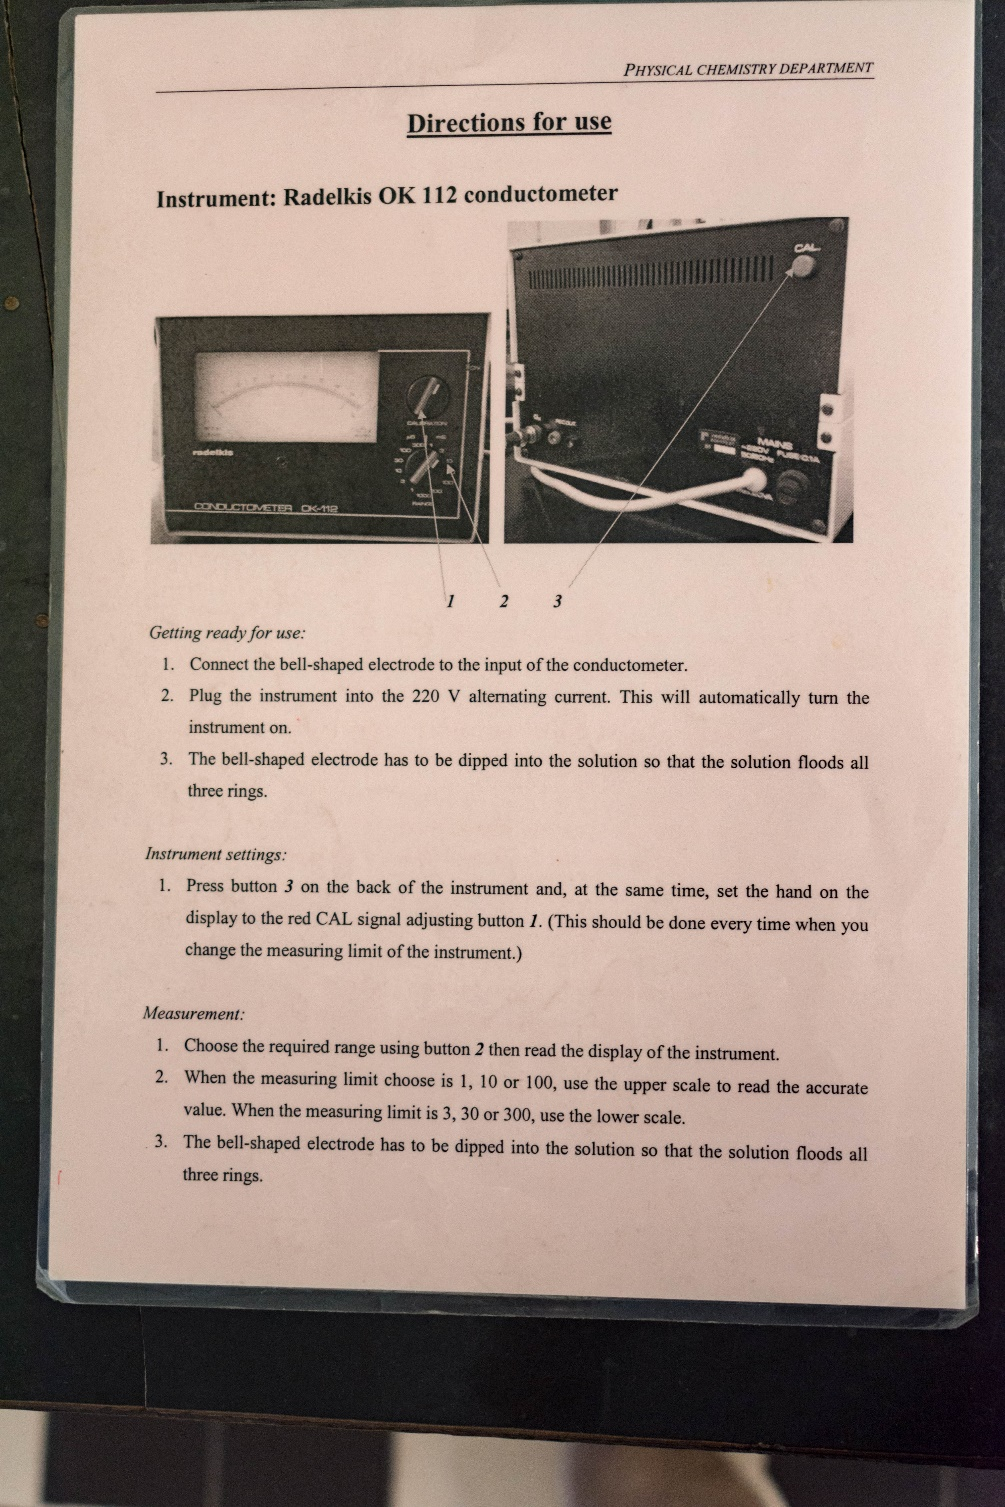 PHYSICAL CHEMISTRY DEPARTMENT
Directions for use
Instrument: Radelkis OK 112 conductometer
CAL.
CALIBRATION
radelkis
RANGE
CONDUCTOMETER OK-112
MAINS
FUSE 0.1A
1 2 3
Getting ready for use:
1. Connect the bell-shaped electrode to the input of the conductometer.
2. Plug the instrument into the 220 V alternating current. This will automatically turn the
instrument on.
3. The bell-shaped electrode has to be dipped into the solution so that the solution floods all
three rings.
Instrument settings:
1. Press button 3 on the back of the instrument and, at the same time, set the hand on the
display to the red CAL signal adjusting button 1. (This should be done every time when you
change the measuring limit of the instrument.)
Measurement:
1. Choose the required range using button 2 then read the display of the instrument.
2. When the measuring limit choose is 1, 10 or 100, use the upper scale to read the accurate
value. When the measuring limit is 3, 30 or 300, use the lower scale.
3. The bell-shaped electrode has to be dipped into the solution so that the solution floods all
three rings.